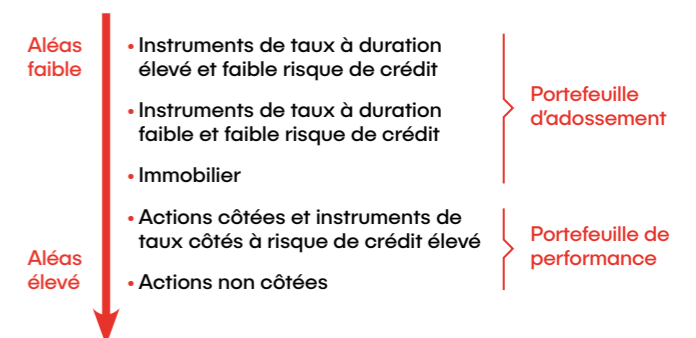 Aléas
faible
• Instruments de taux à duration
élevé et faible risque de crédit
• Instruments de taux à duration
faible et faible risque de crédit
• Immobilier
Portefeuille
d'adossement
• Actions côtées et instruments de
taux côtés à risque de crédit élevé
• Actions non côtées
Aléas
élevé
Portefeuille de
performance